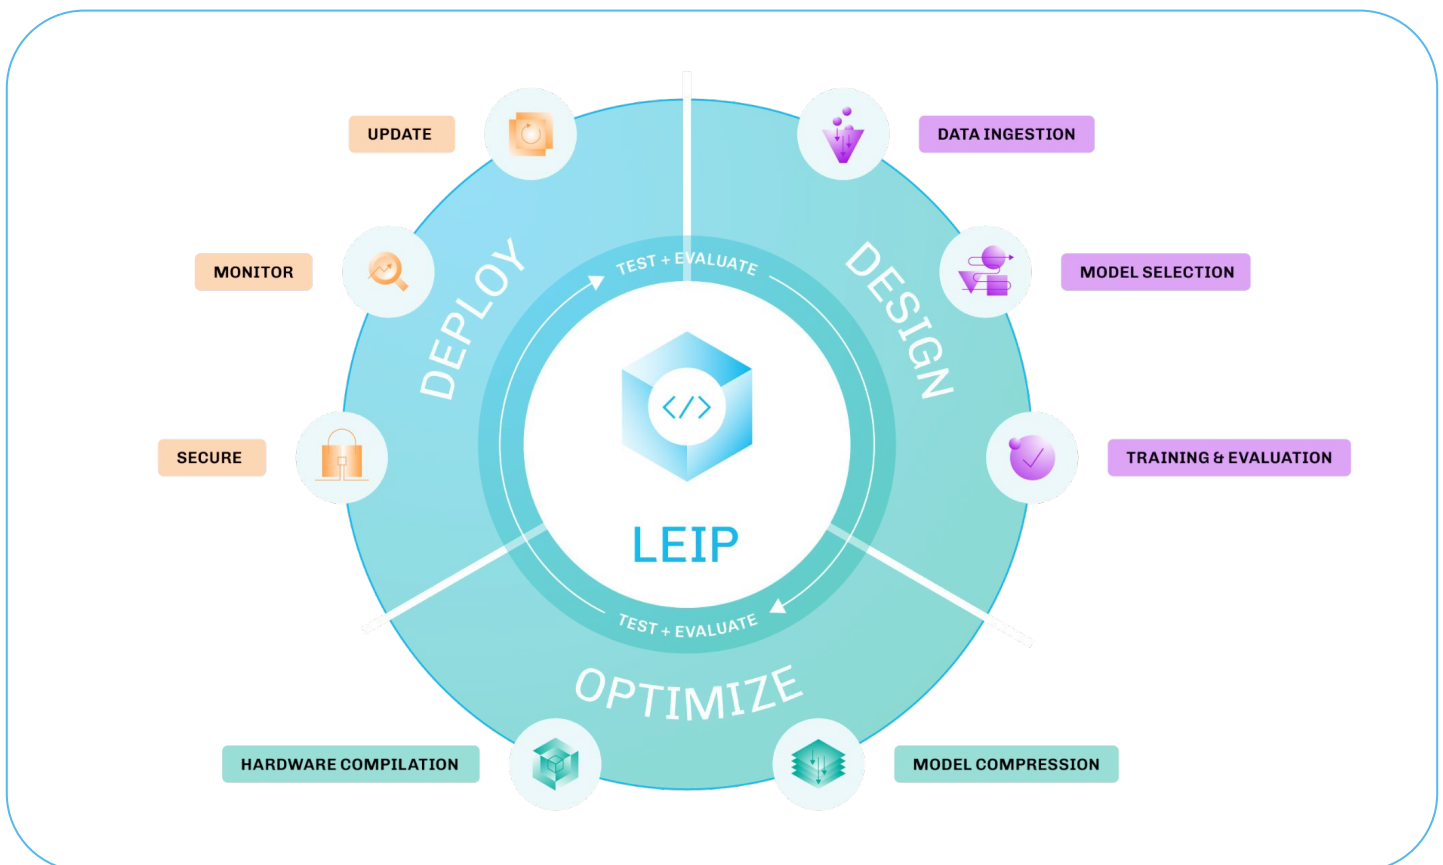 UPDATE
DATA INGESTION
MONITOR
MODEL SELECTION
DEPLOY
DESIGN
TEST + EVALUATE
</>
SECURE
TRAINING & EVALUATION
LEIP
TEST + EVALUATE
OPTIMIZE
HARDWARE COMPILATION
MODEL COMPRESSION